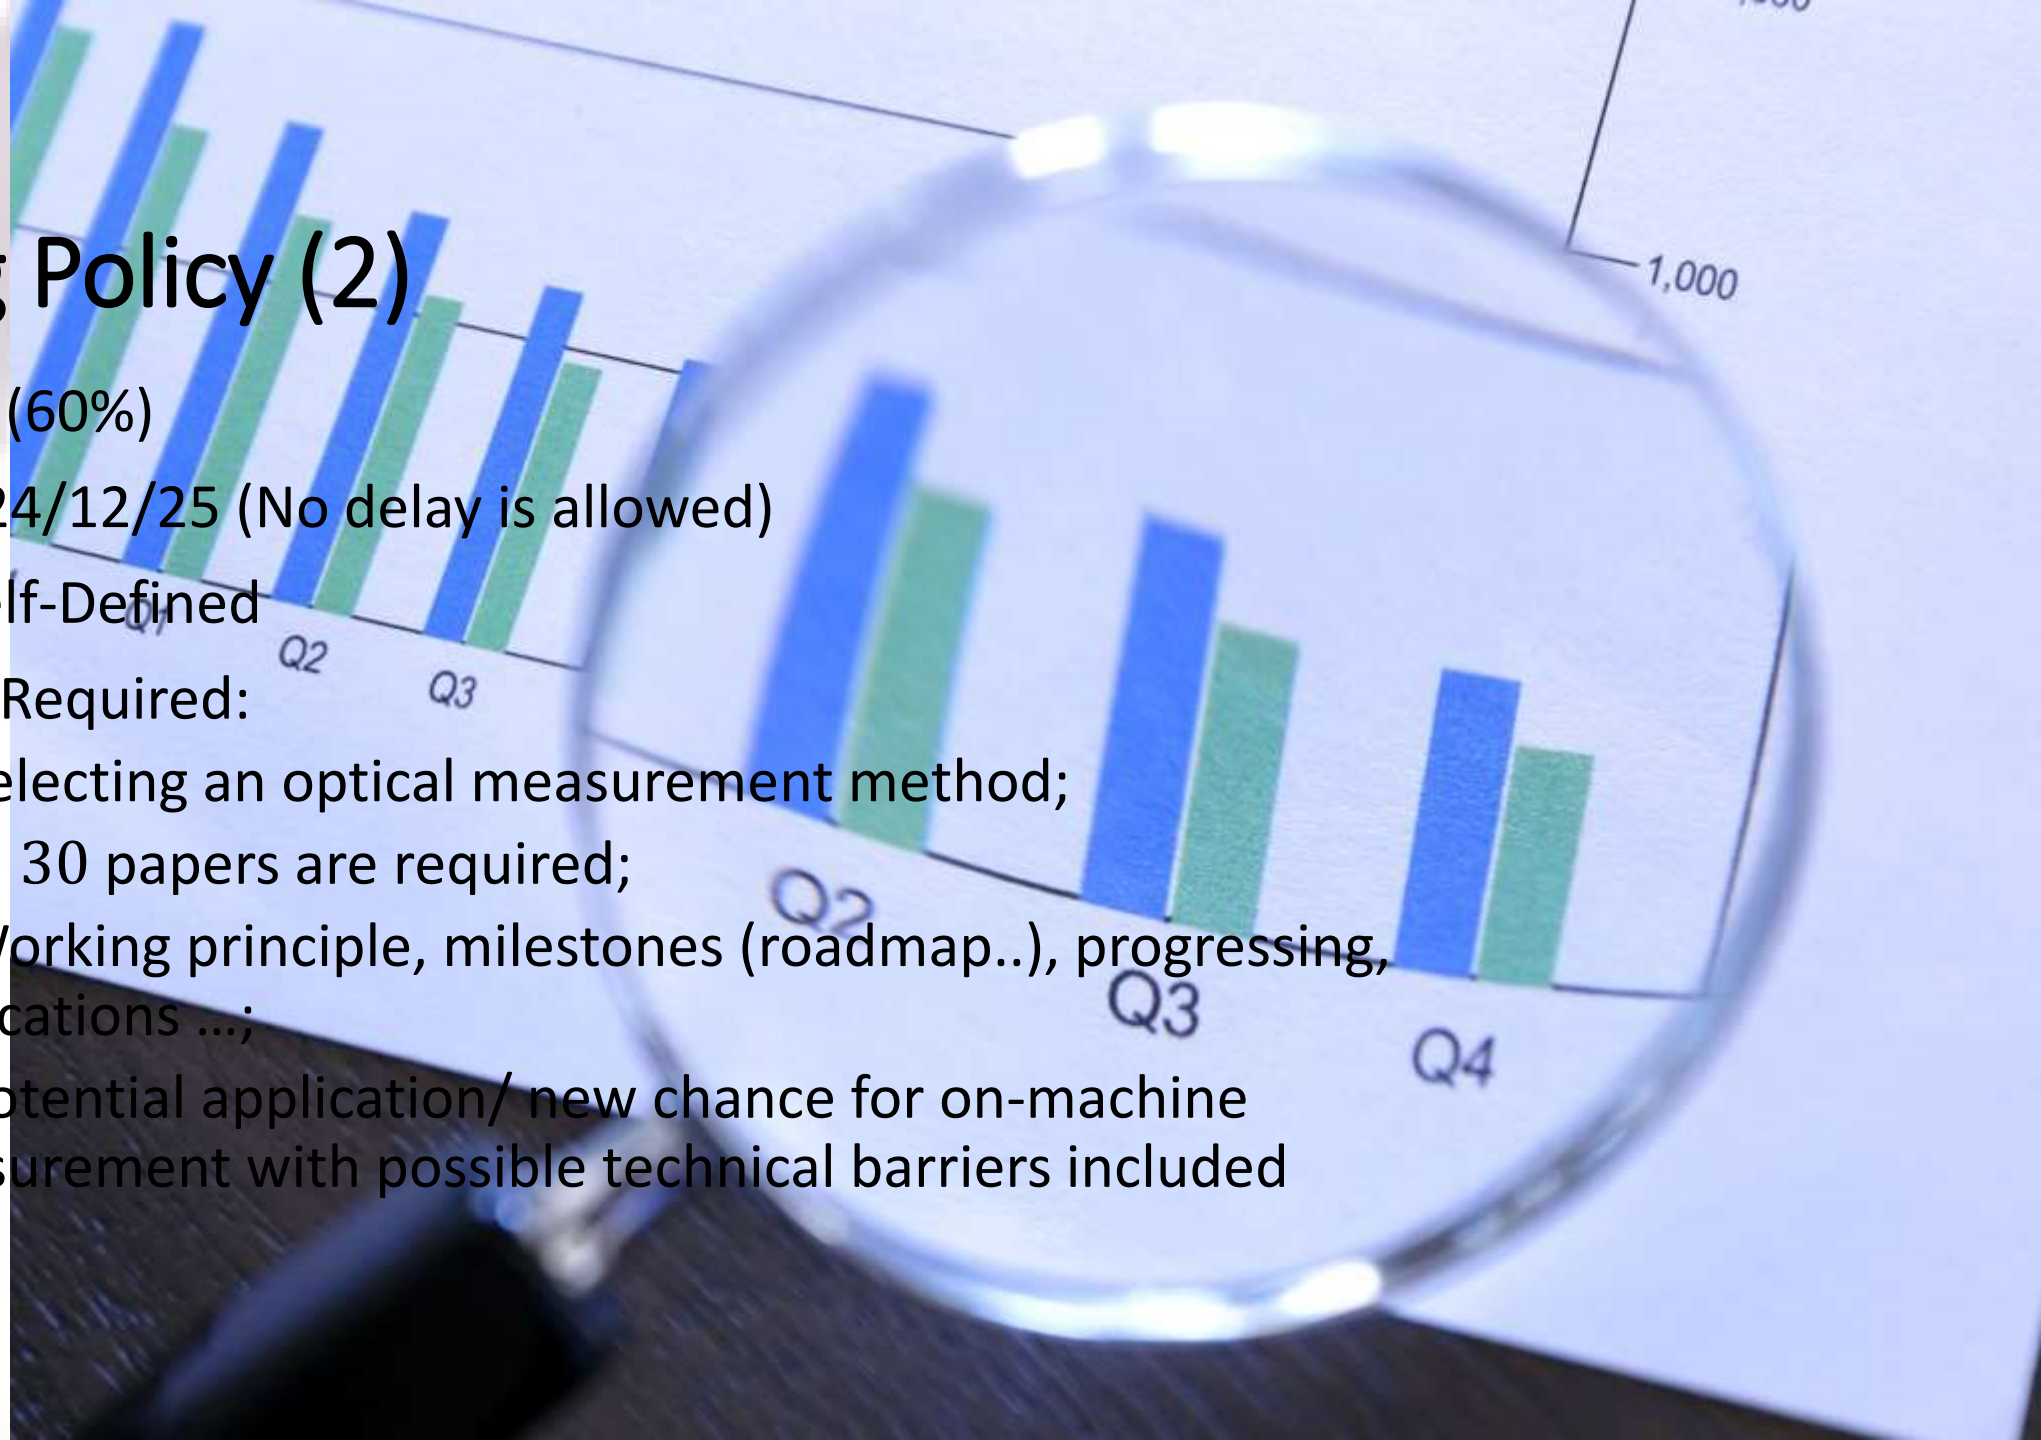 1,000
Policy (2)
(60%)
24/12/25 (No delay is allowed)
lf-Defined
Required:
electing an optical measurement method;
30 papers are required;
orking principle, milestones (roadmap..), progressing,
cations ...;
otential application/ new chance for on-machine
surement with possible technical barriers included
Q1
Q2
Q3
Q2
Q3
Q4